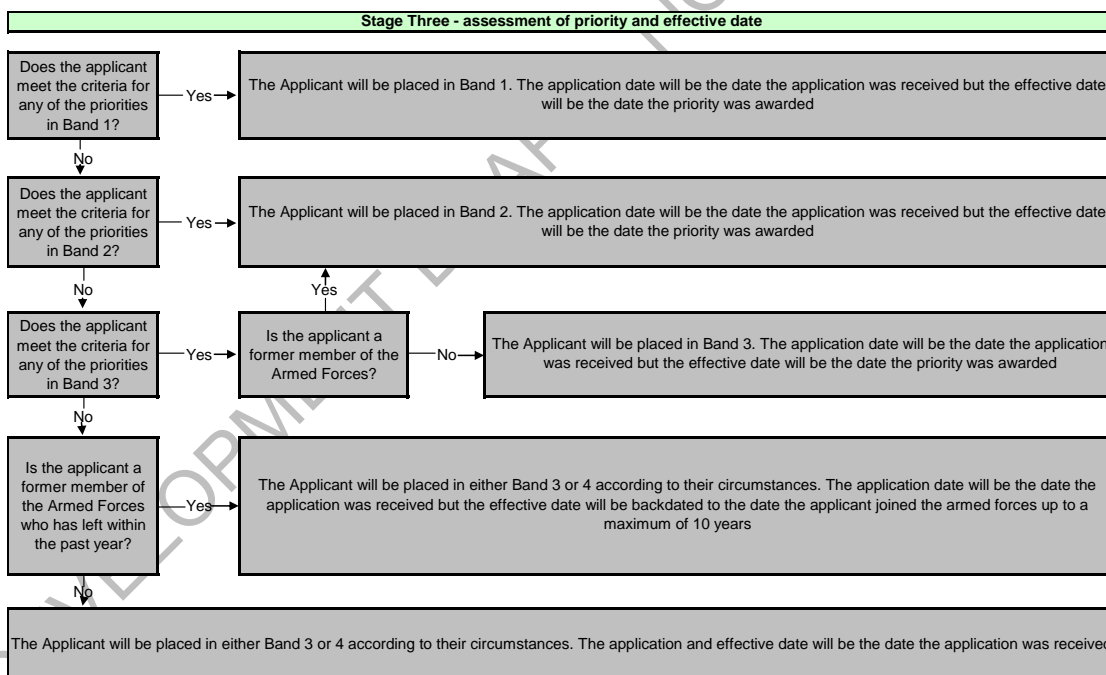 Stage Three - assessment of priority and effective date
Does the applicant
meet the criteria for
any of the priorities
in Band 1?
Yes
The Applicant will be placed in Band 1. The application date will be the date the application was received but the effective date
will be the date the priority was awarded
No
Does the applicant
meet the criteria for
any of the priorities
in Band 2?
Yes
The Applicant will be placed in Band 2. The application date will be the date the application was received but the effective date
will be the date the priority was awarded
No
Yes
Does the applicant
meet the criteria for
any of the priorities
in Band 3?
Yes
Is the applicant a
former member of the
Armed Forces?
No
The Applicant will be placed in Band 3. The application date will be the date the application
was received but the effective date will be the date the priority was awarded
No
Is the applicant a
former member of
the Armed Forces
who has left within
the past year?
Yes
The Applicant will be placed in either Band 3 or 4 according to their circumstances. The application date will be the date the
application was received but the effective date will be backdated to the date the applicant joined the armed forces up to a
maximum of 10 years
No
The Applicant will be placed in either Band 3 or 4 according to their circumstances. The application and effective date will be the date the application was received